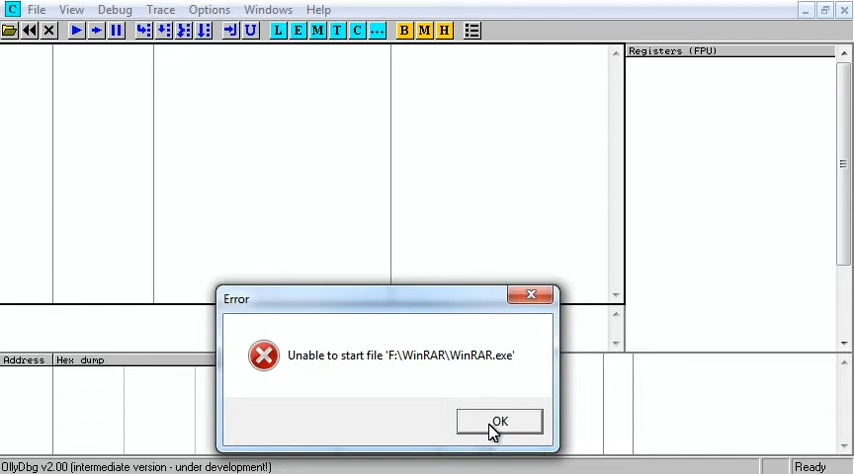 C File View Debug Trace Options Windows Help
L E M T C ... B M H
Registers (FPU)
Error
Unable to start file 'F:\WinRAR\WinRAR.exe'
OK
Address Hex dump
OllyDbg v2.00 (intermediate version - under development!) Ready